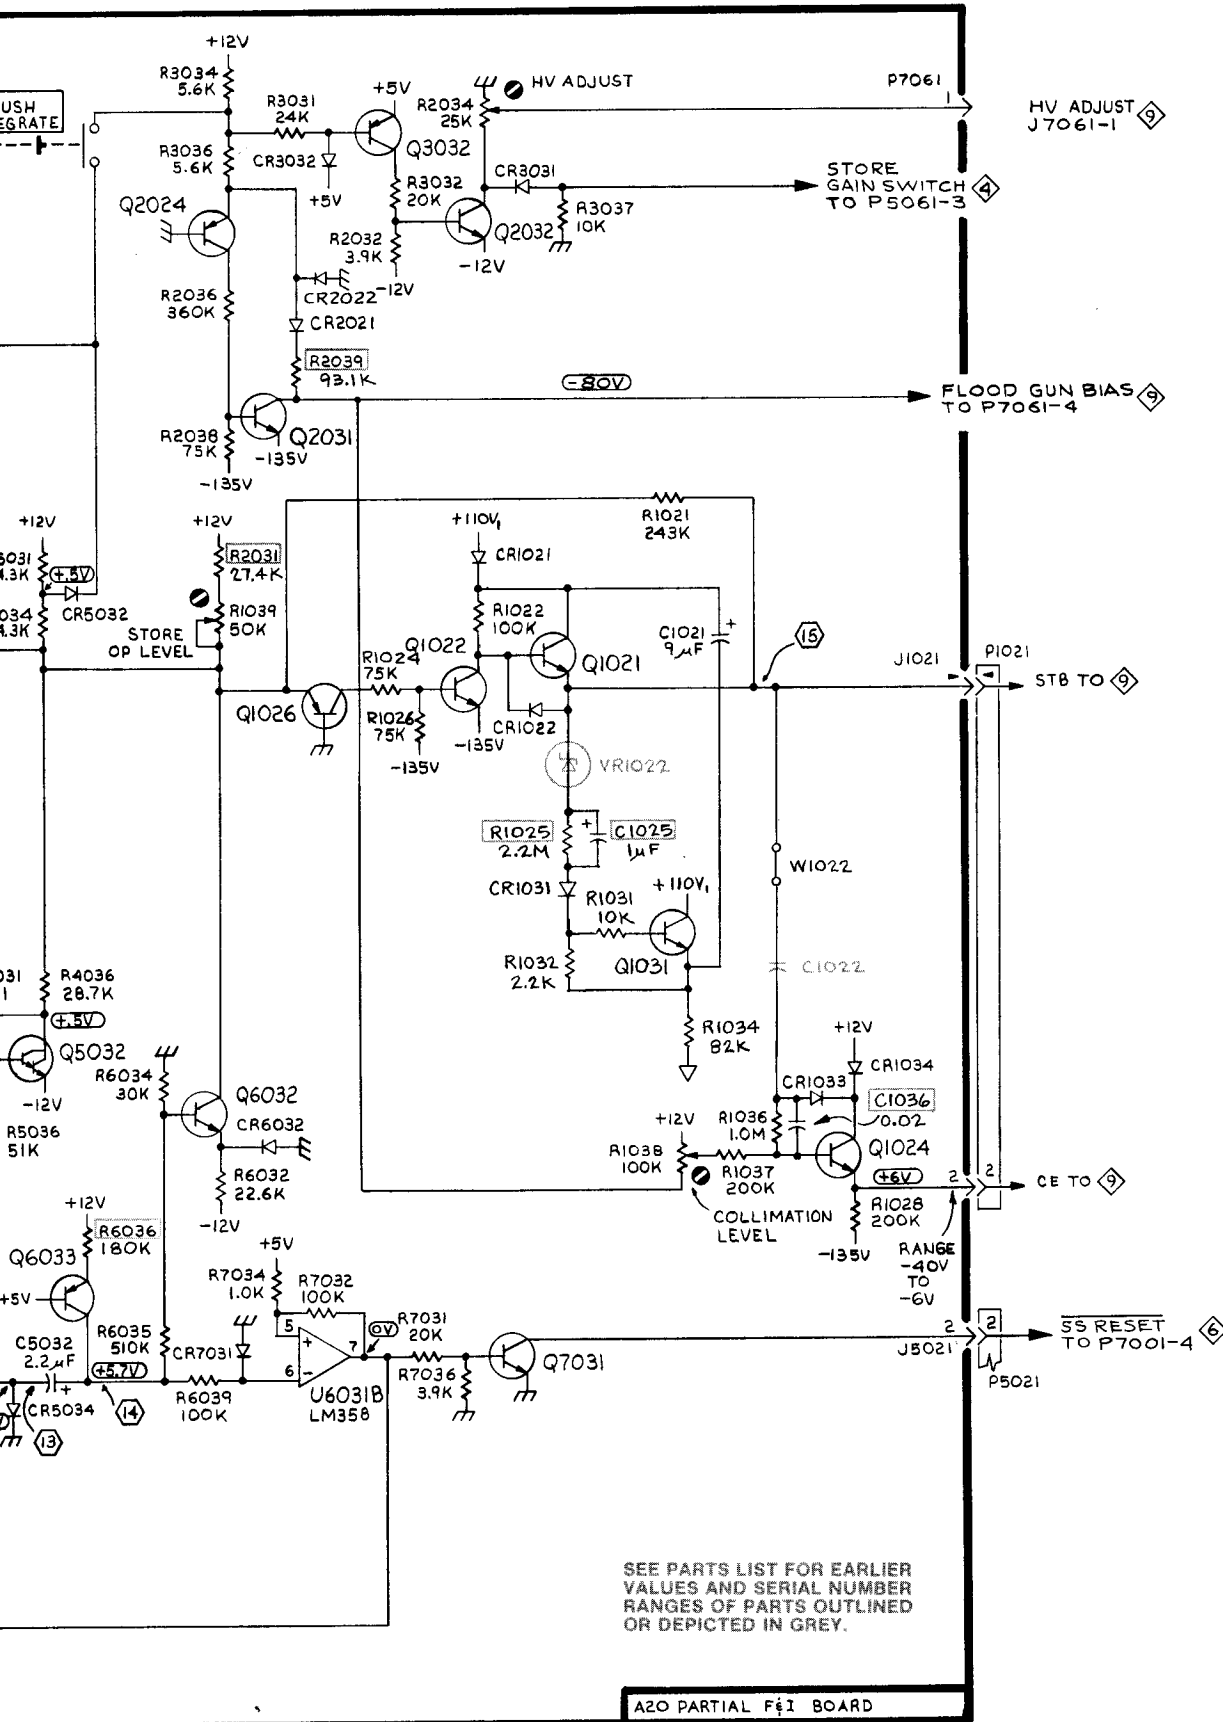 +12V
R3034
5.6K
USH
EGRATE
R3031
24K
+5V
R2034
25K
HV ADJUST
P7061
1
HV ADJUST
J7061-1
9
R3036
5.6K
CR3032
+5V
Q3032
R3032
20K
CR3031
STORE
GAIN SWITCH
TO P5061-3
4
Q2024
R2032
3.9K
-12V
Q2032
-12V
R3037
10K
R2036
360K
CR2022
CR2021
R2039
93.1K
-80V
FLOOD GUN BIAS
TO P7061-4
9
R2038
75K
-135V
Q2031
-135V
+12V
+12V
R1021
243K
+110V₁
CR1021
4.3K
+.5V
CR5032
034
4.3K
R2031
27.4K
R1039
50K
STORE
OP LEVEL
R1022
100K
C1021
9µF
+
15
Q1022
Q1021
R1024
75K
J1021
P1021
STB TO 9
Q1026
R1026
75K
-135V
-135V
CR1022
VR1022
R1025
2.2M
+
C1025
1µF
W1022
CR1031
R1031
10K
+110V₁
R1032
2.2K
Q1031
C1022
031
1
R4036
28.7K
+.5V
Q5032
-12V
R5036
51K
R1034
82K
+12V
CR1034
R6034
30K
Q6032
CR6032
R6032
22.6K
-12V
CR1033
C1036
0.02
+12V
R1038
100K
R1036
1.0M
R1037
200K
Q1024
+6V
2
2
CE TO 9
COLLIMATION
LEVEL
R1028
200K
-135V
RANGE
-40V
TO
-6V
+12V
R6036
180K
Q6033
+5V
+5V
R7034
1.0K
R7032
100K
5
+
6
-
7
0V
U6031B
LM358
R7031
20K
R7036
3.9K
Q7031
2
2
J5021
P5021
SS RESET
TO P7001-4
6
C5032
2.2µF
+
+5.7V
R6035
510K
CR7031
R6039
100K
CR5034
13
14
SEE PARTS LIST FOR EARLIER
VALUES AND SERIAL NUMBER
RANGES OF PARTS OUTLINED
OR DEPICTED IN GREY.
A20 PARTIAL F&I BOARD